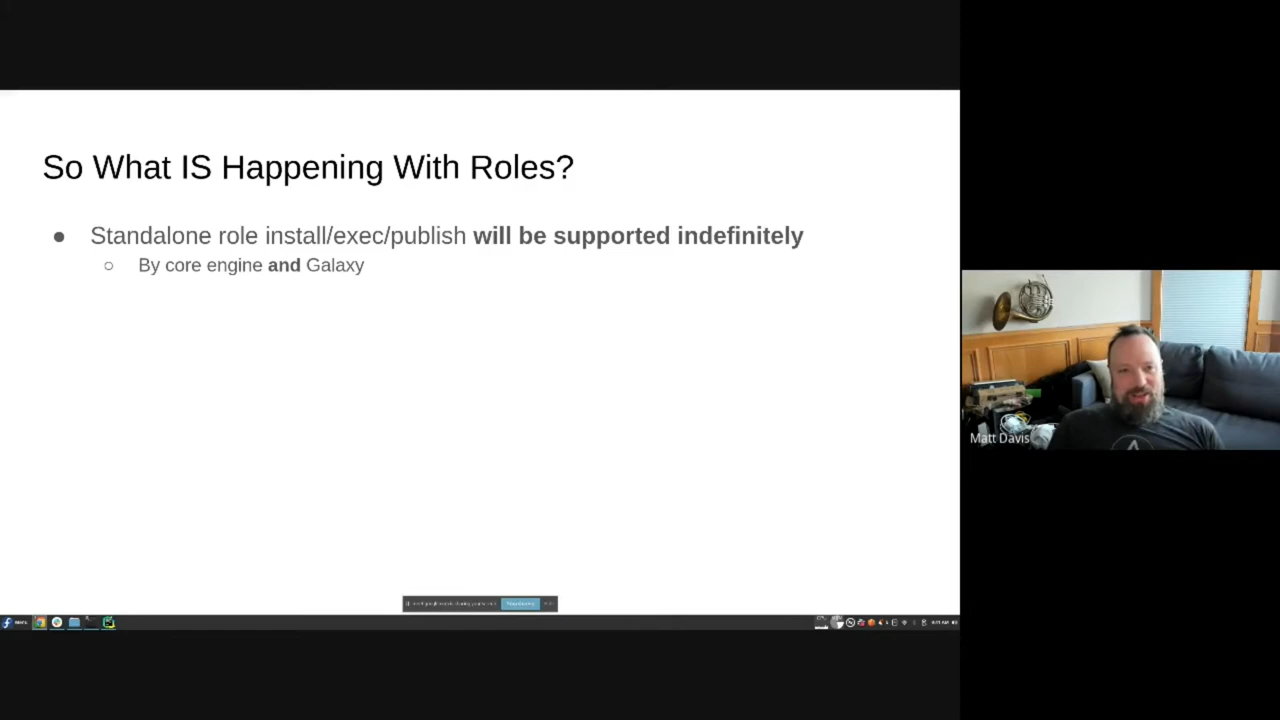 So What IS Happening With Roles?
● Standalone role install/exec/publish will be supported indefinitely
○ By core engine and Galaxy
Matt Davis